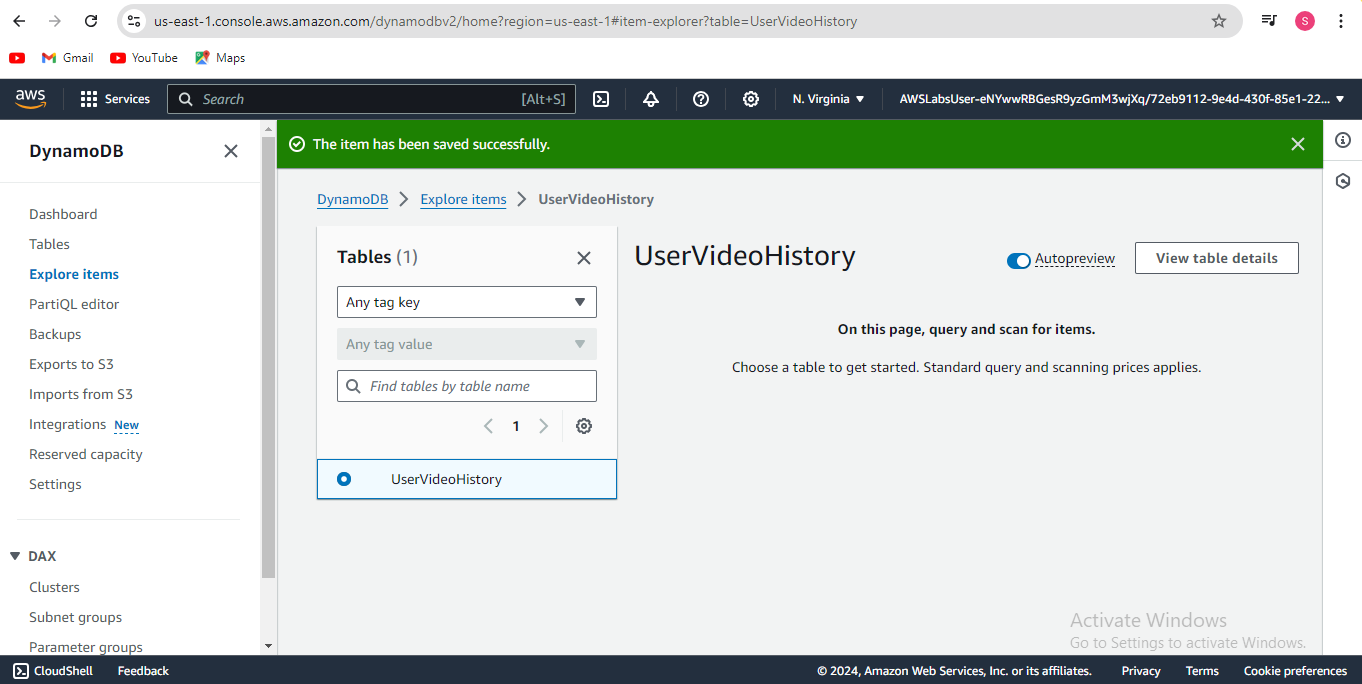 us-east-1.console.aws.amazon.com/dynamodbv2/home?region=us-east-1#item-explorer?table=UserVideoHistory
S
Gmail
YouTube
Maps
aws
Services
Search
[Alt+S]
N. Virginia
AWSLabsUser-eNYwwRBGesR9yzGmM3wjXq/72eb9112-9e4d-430f-85e1-22...
DynamoDB
Dashboard
Tables
Explore items
PartiQL editor
Backups
Exports to S3
Imports from S3
Integrations New
Reserved capacity
Settings
DAX
Clusters
Subnet groups
Parameter groups
The item has been saved successfully.
DynamoDB
Explore items
UserVideoHistory
Tables (1)
Any tag key
Any tag value
Find tables by table name
1
UserVideoHistory
UserVideoHistory
Autopreview
View table details
On this page, query and scan for items.
Choose a table to get started. Standard query and scanning prices applies.
Activate Windows
Go to Settings to activate Windows.
CloudShell
Feedback
© 2024, Amazon Web Services, Inc. or its affiliates.
Privacy
Terms
Cookie preferences